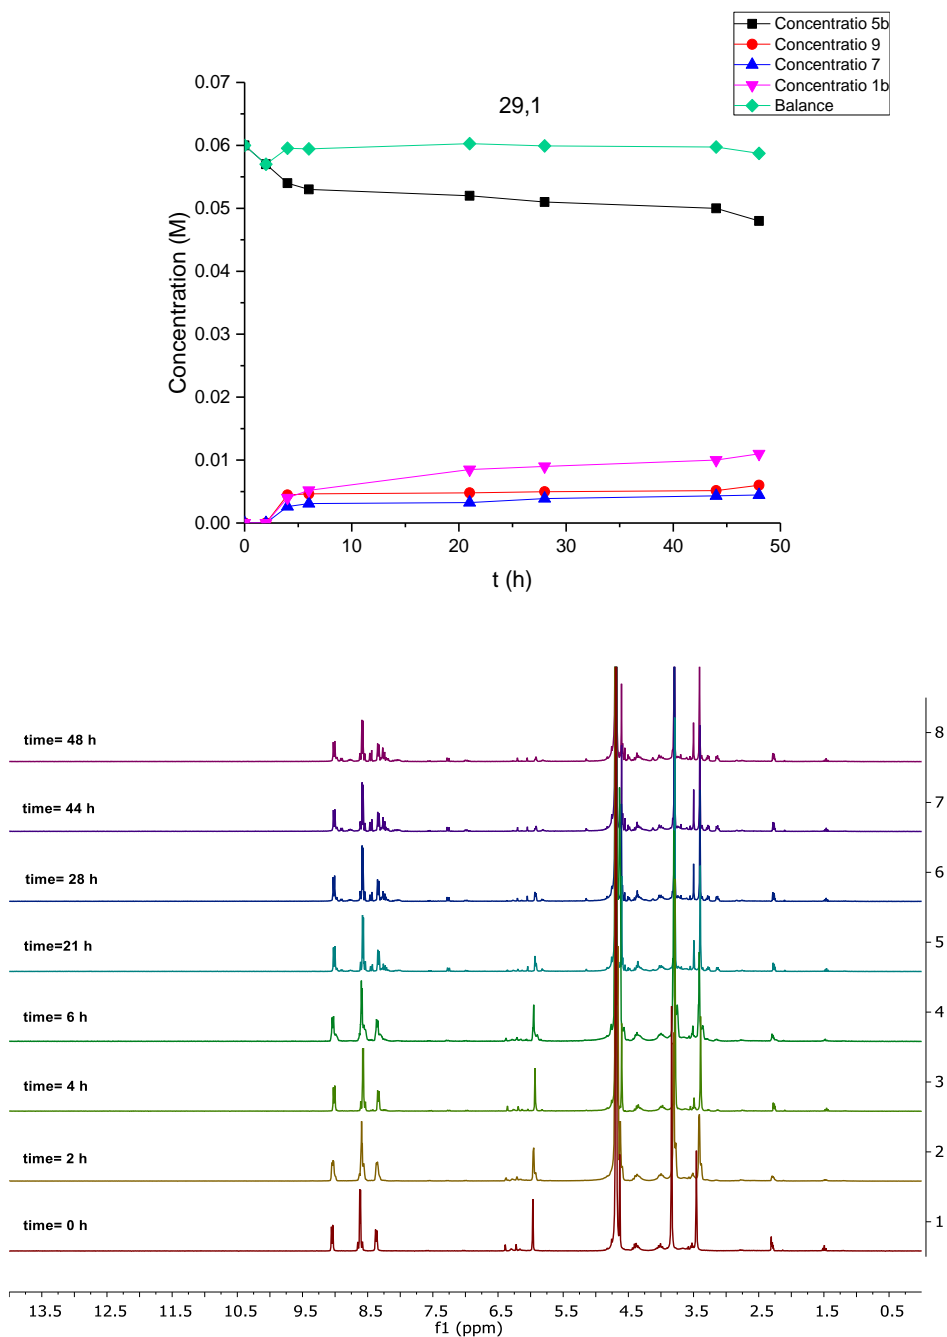 Concentratio 5b
Concentratio 9
Concentratio 7
Concentratio 1b
Balance
29,1
0.07
0.06
0.05
0.04
0.03
0.02
0.01
0.00
Concentration (M)
0 10 20 30 40 50
t (h)
time= 48 h
8
time= 44 h
7
time= 28 h
6
time=21 h
5
time= 6 h
4
time= 4 h
3
time= 2 h
2
time= 0 h
1
13.5 12.5 11.5 10.5 9.5 8.5 7.5 6.5 5.5 4.5 3.5 2.5 1.5 0.5
f1 (ppm)